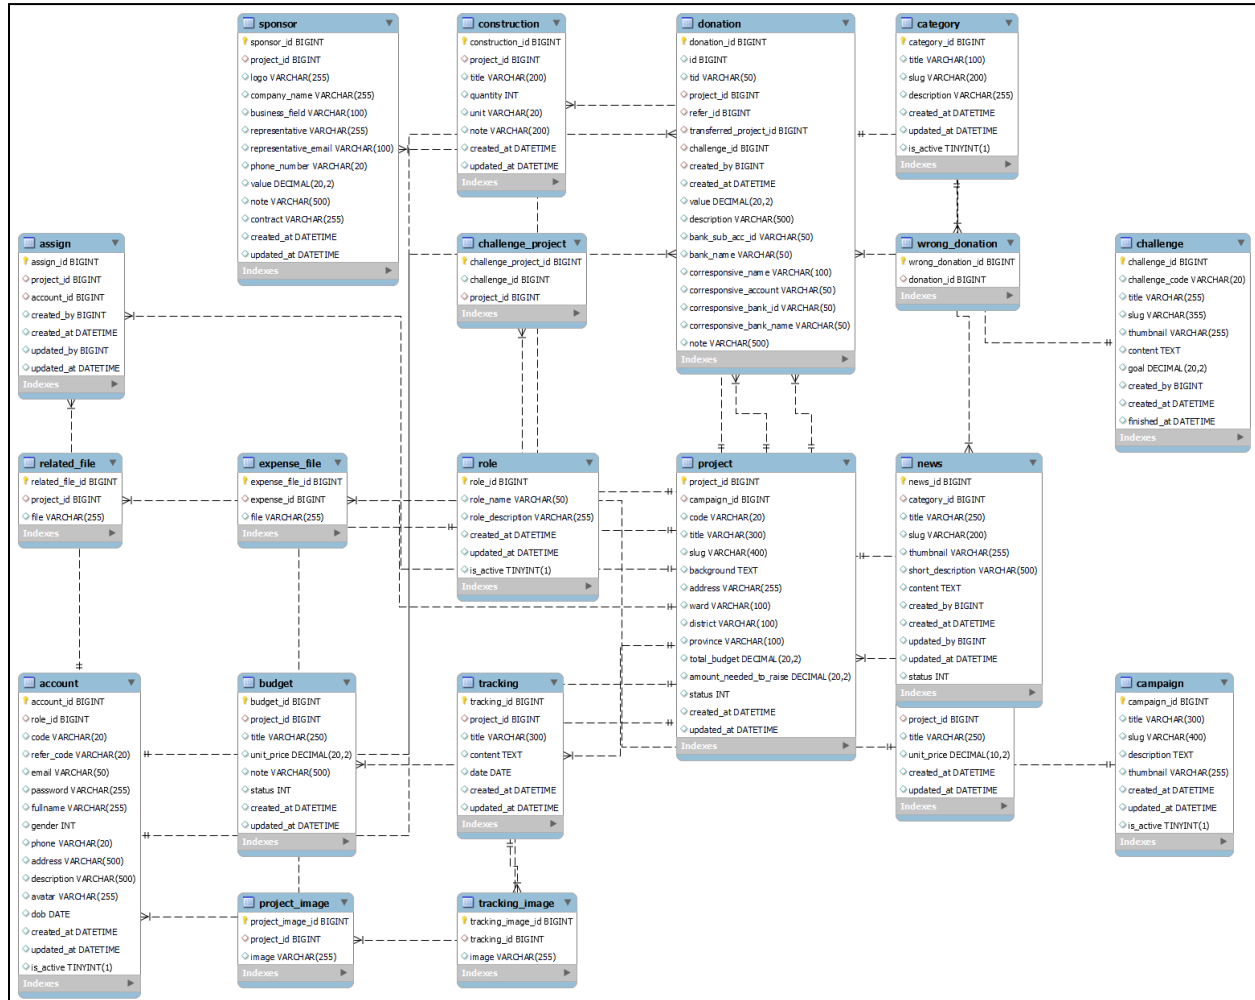 sponsor
sponsor_id BIGINT
project_id BIGINT
logo VARCHAR(255)
company_name VARCHAR(255)
business_field VARCHAR(100)
representative VARCHAR(255)
representative_email VARCHAR(100)
phone_number VARCHAR(20)
value DECIMAL(20,2)
note VARCHAR(500)
contract VARCHAR(255)
created_at DATETIME
updated_at DATETIME
Indexes
construction
construction_id BIGINT
project_id BIGINT
title VARCHAR(200)
quantity INT
unit VARCHAR(20)
note VARCHAR(200)
created_at DATETIME
updated_at DATETIME
Indexes
donation
donation_id BIGINT
id BIGINT
tid VARCHAR(50)
project_id BIGINT
refer_id BIGINT
transferred_project_id BIGINT
challenge_id BIGINT
created_by BIGINT
created_at DATETIME
value DECIMAL(20,2)
description VARCHAR(500)
bank_sub_acc_id VARCHAR(50)
bank_name VARCHAR(50)
corresponsive_name VARCHAR(100)
corresponsive_account VARCHAR(50)
corresponsive_bank_id VARCHAR(50)
corresponsive_bank_name VARCHAR(50)
note VARCHAR(500)
Indexes
category
category_id BIGINT
title VARCHAR(100)
slug VARCHAR(200)
description VARCHAR(255)
created_at DATETIME
updated_at DATETIME
is_active TINYINT(1)
Indexes
assign
assign_id BIGINT
project_id BIGINT
account_id BIGINT
created_by BIGINT
created_at DATETIME
updated_by BIGINT
updated_at DATETIME
Indexes
challenge_project
challenge_project_id BIGINT
challenge_id BIGINT
project_id BIGINT
Indexes
wrong_donation
wrong_donation_id BIGINT
donation_id BIGINT
Indexes
challenge
challenge_id BIGINT
challenge_code VARCHAR(20)
title VARCHAR(255)
slug VARCHAR(355)
thumbnail VARCHAR(255)
content TEXT
goal DECIMAL(20,2)
created_by BIGINT
created_at DATETIME
finished_at DATETIME
Indexes
related_file
related_file_id BIGINT
project_id BIGINT
file VARCHAR(255)
Indexes
expense_file
expense_file_id BIGINT
expense_id BIGINT
file VARCHAR(255)
Indexes
role
role_id BIGINT
role_name VARCHAR(50)
role_description VARCHAR(255)
created_at DATETIME
updated_at DATETIME
is_active TINYINT(1)
Indexes
project
project_id BIGINT
campaign_id BIGINT
code VARCHAR(20)
title VARCHAR(300)
slug VARCHAR(400)
background TEXT
address VARCHAR(255)
ward VARCHAR(100)
district VARCHAR(100)
province VARCHAR(100)
total_budget DECIMAL(20,2)
amount_needed_to_raise DECIMAL(20,2)
status INT
created_at DATETIME
updated_at DATETIME
Indexes
news
news_id BIGINT
category_id BIGINT
title VARCHAR(250)
slug VARCHAR(200)
thumbnail VARCHAR(255)
short_description VARCHAR(500)
content TEXT
created_by BIGINT
created_at DATETIME
updated_by BIGINT
updated_at DATETIME
status INT
Indexes
project_id BIGINT
title VARCHAR(250)
unit_price DECIMAL(10,2)
created_at DATETIME
updated_at DATETIME
Indexes
account
account_id BIGINT
role_id BIGINT
code VARCHAR(20)
refer_code VARCHAR(20)
email VARCHAR(50)
password VARCHAR(255)
fullname VARCHAR(255)
gender INT
phone VARCHAR(20)
address VARCHAR(500)
description VARCHAR(500)
avatar VARCHAR(255)
dob DATE
created_at DATETIME
updated_at DATETIME
is_active TINYINT(1)
Indexes
budget
budget_id BIGINT
project_id BIGINT
title VARCHAR(250)
unit_price DECIMAL(20,2)
note VARCHAR(500)
status INT
created_at DATETIME
updated_at DATETIME
Indexes
tracking
tracking_id BIGINT
project_id BIGINT
title VARCHAR(300)
content TEXT
date DATE
created_at DATETIME
updated_at DATETIME
Indexes
campaign
campaign_id BIGINT
title VARCHAR(300)
slug VARCHAR(400)
description TEXT
thumbnail VARCHAR(255)
created_at DATETIME
updated_at DATETIME
is_active TINYINT(1)
Indexes
project_image
project_image_id BIGINT
project_id BIGINT
image VARCHAR(255)
Indexes
tracking_image
tracking_image_id BIGINT
tracking_id BIGINT
image VARCHAR(255)
Indexes